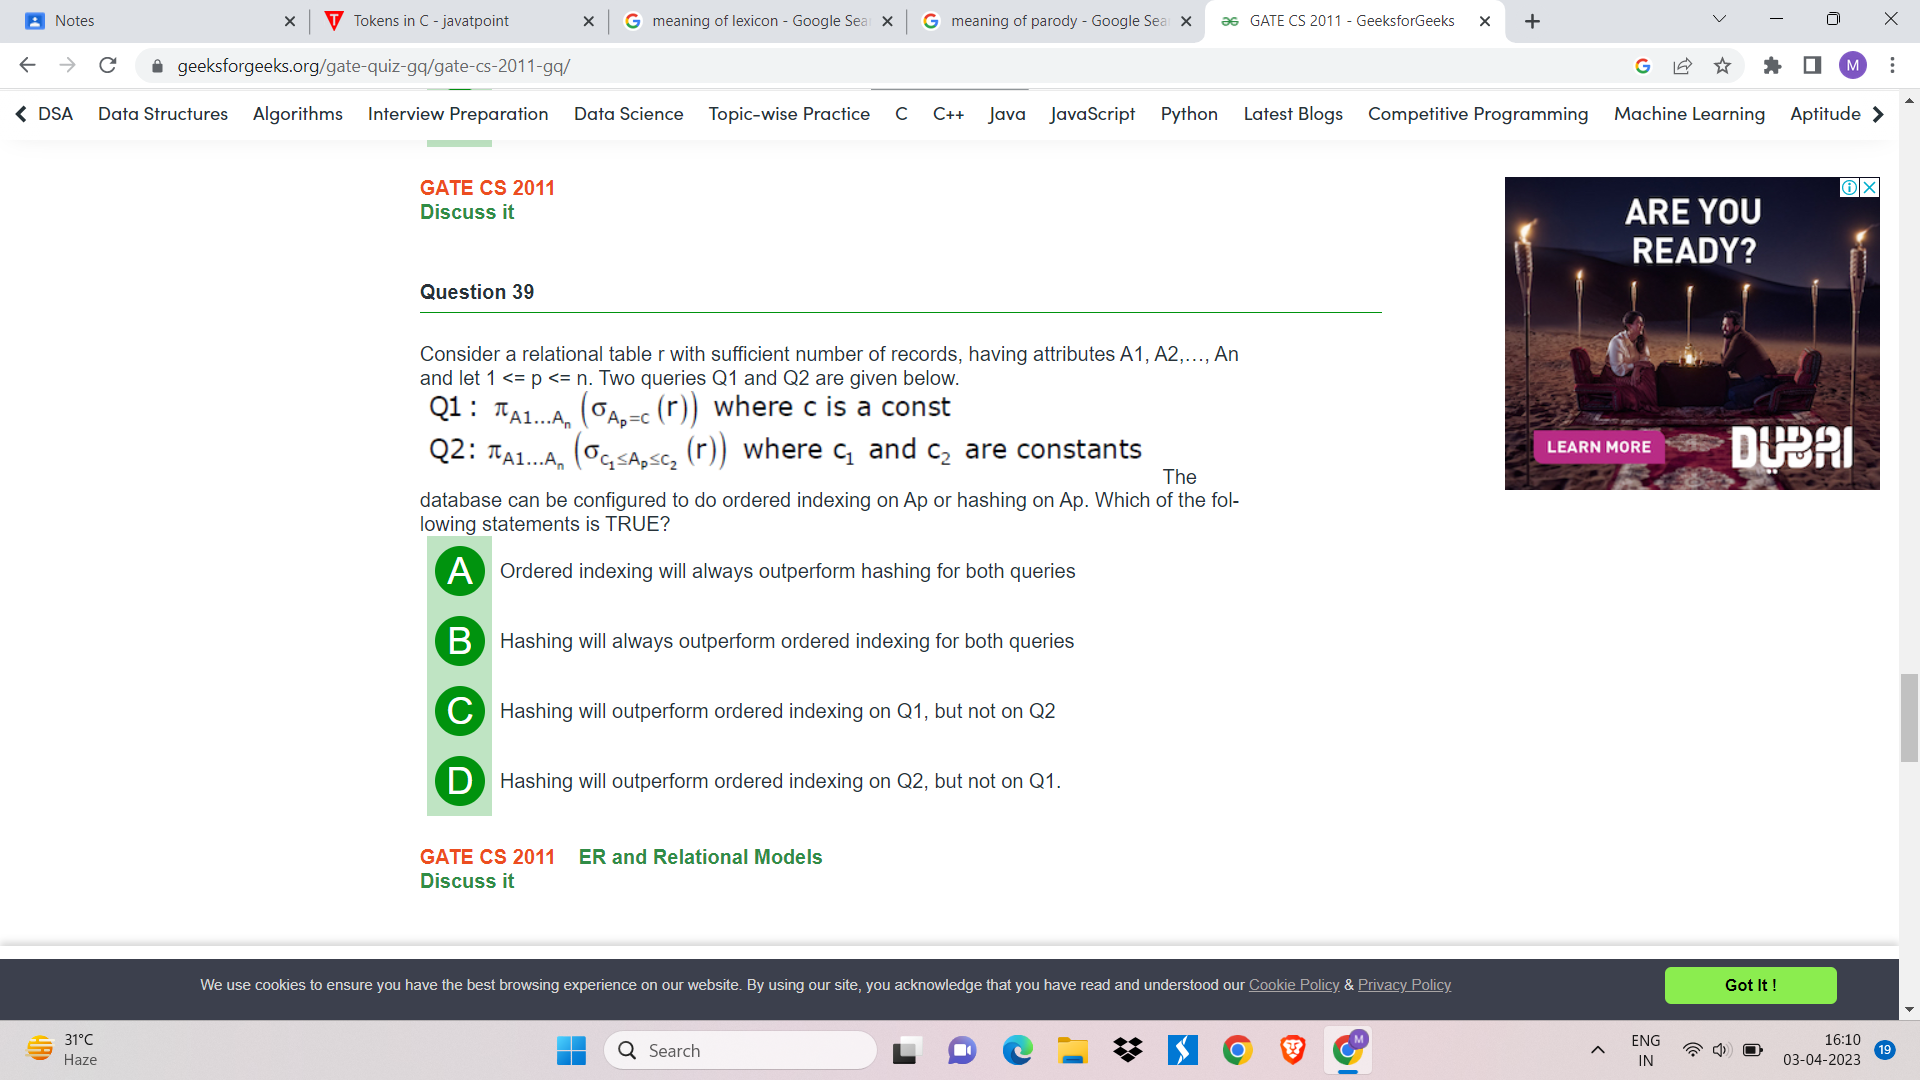 Notes
Tokens in C - javatpoint
meaning of lexicon - Google Sea
meaning of parody - Google Sea
GATE CS 2011 - GeeksforGeeks
geeksforgeeks.org/gate-quiz-gq/gate-cs-2011-gq/
M
DSA Data Structures Algorithms Interview Preparation Data Science Topic-wise Practice C C++ Java JavaScript Python Latest Blogs Competitive Programming Machine Learning Aptitude
GATE CS 2011
Discuss it
ARE YOU
READY?
LEARN MORE
DUBAI
Question 39
Consider a relational table r with sufficient number of records, having attributes A1, A2,…, An
and let 1 <= p <= n. Two queries Q1 and Q2 are given below.
Q1 : π_A1...A_n (σ_A_p=c (r)) where c is a const
Q2: π_A1...A_n (σ_c_1≤A_p≤c_2 (r)) where c_1 and c_2 are constants
The
database can be configured to do ordered indexing on Ap or hashing on Ap. Which of the fol-
lowing statements is TRUE?
A Ordered indexing will always outperform hashing for both queries
B Hashing will always outperform ordered indexing for both queries
C Hashing will outperform ordered indexing on Q1, but not on Q2
D Hashing will outperform ordered indexing on Q2, but not on Q1.
GATE CS 2011 ER and Relational Models
Discuss it
We use cookies to ensure you have the best browsing experience on our website. By using our site, you acknowledge that you have read and understood our Cookie Policy & Privacy Policy
Got It !
31°C
Haze
Search
M
ENG
IN
16:10
03-04-2023
19